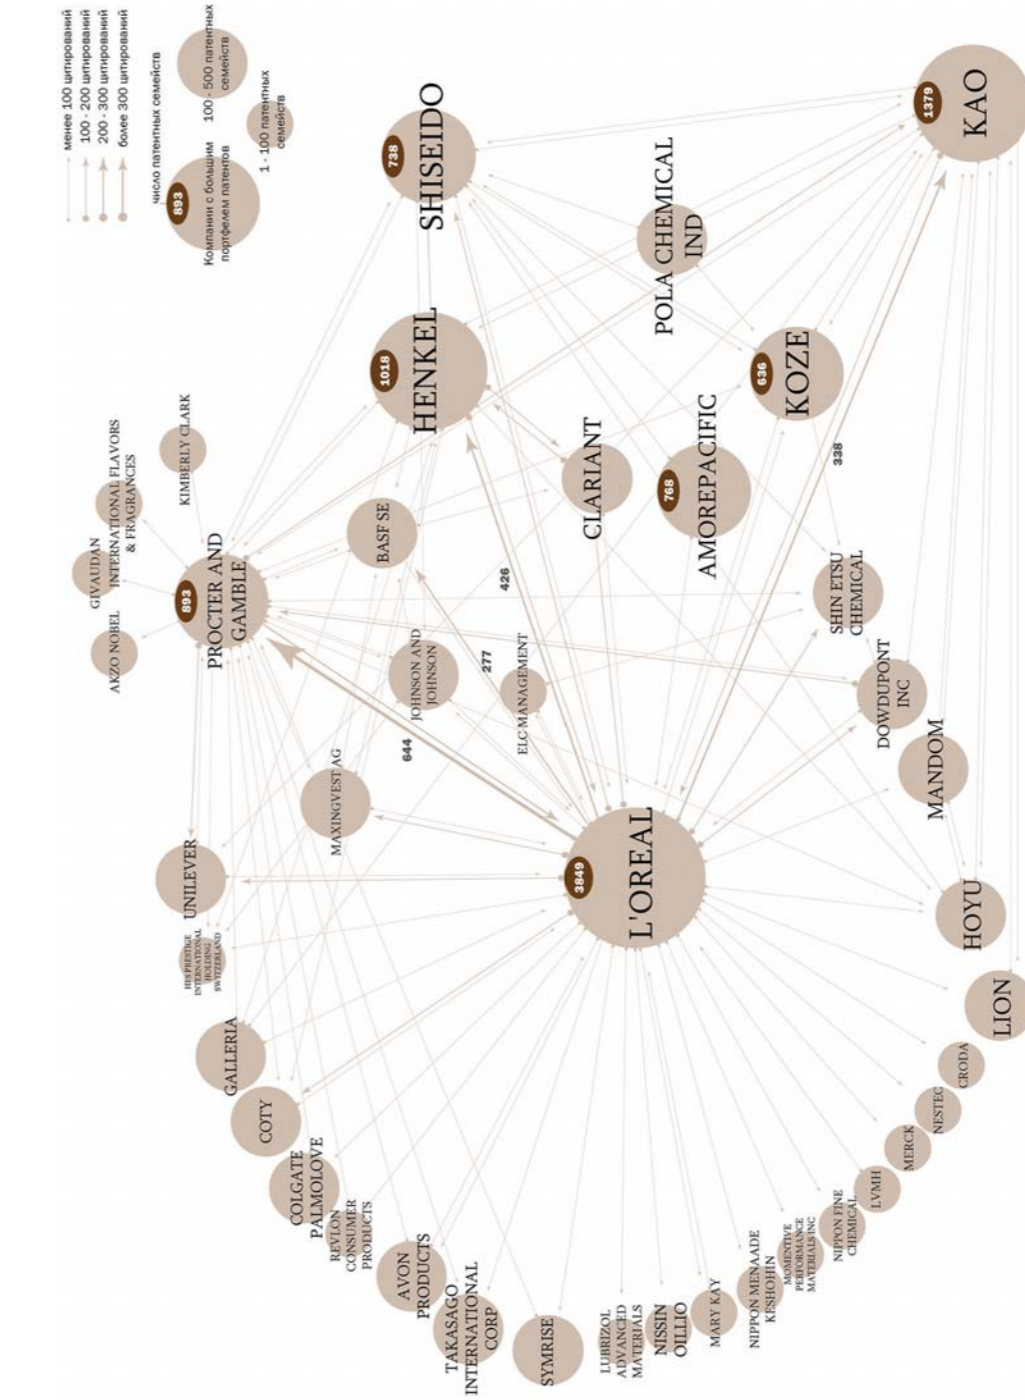 менее 100 цитирований
100 - 200 цитирований
200 - 300 цитирований
более 300 цитирований
число патентных семейств
893
Компании с большим
портфелем патентов
100 - 500 патентных
семейств
1 - 100 патентных
семейств
AKZO NOBEL
GIVAUDAN
INTERNATIONAL FLAVORS
& FRAGRANCES
KIMBERLY CLARK
893
PROCTER AND
GAMBLE
738
SHISEIDO
1018
HENKEL
BASF SE
CLARIANT
POLA CHEMICAL
IND
1379
KAO
636
KOZE
768
AMOREPACIFIC
SHIN ETSU
CHEMICAL
DOWDUPONT
INC
MANDOM
HOYU
LION
JOHNSON AND
JOHNSON
ELC MANAGEMENT
MAXINGVEST AG
644
277
426
338
3849
L'OREAL
UNILEVER
HFS PRESTIGE
INTERNATIONAL
HOLDING
SWITZERLAND
GALLERIA
COTY
COLGATE
PALMOLOVE
REVLON
CONSUMER
PRODUCTS
AVON
PRODUCTS
TAKASAGO
INTERNATIONAL
CORP
SYMRISE
LUBRIZOL
ADVANCED
MATERIALS
NISSIN
OILLIO
MARY KAY
NIPPON MENAADE
KESHOHIN
MOMENTIVE
PERFORMANCE
MATERIALS INC
NIPPON FINE
CHEMICAL
LVMH
MERCK
NESTEC
CRODA